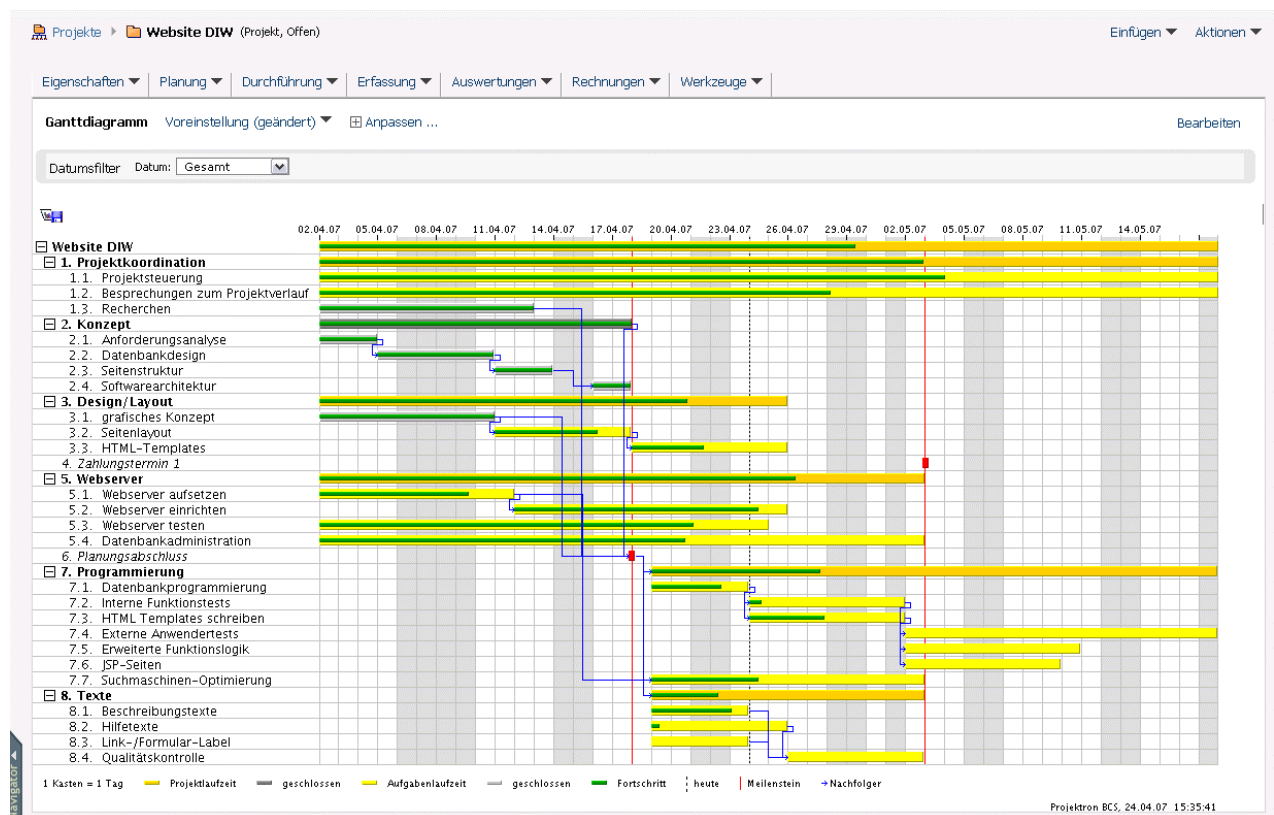 Projekte Website DIW (Projekt, Offen) Einfügen Aktionen
Eigenschaften Planung Durchführung Erfassung Auswertungen Rechnungen Werkzeuge
Ganttdiagramm Voreinstellung (geändert) Anpassen ... Bearbeiten
Datumsfilter Datum: Gesamt
02.04.07 05.04.07 08.04.07 11.04.07 14.04.07 17.04.07 20.04.07 23.04.07 26.04.07 29.04.07 02.05.07 05.05.07 08.05.07 11.05.07 14.05.07
Website DIW
1. Projektkoordination
1.1. Projektsteuerung
1.2. Besprechungen zum Projektverlauf
1.3. Recherchen
2. Konzept
2.1. Anforderungsanalyse
2.2. Datenbankdesign
2.3. Seitenstruktur
2.4. Softwarearchitektur
3. Design/Layout
3.1. grafisches Konzept
3.2. Seitenlayout
3.3. HTML-Templates
4. Zahlungstermin 1
5. Webserver
5.1. Webserver aufsetzen
5.2. Webserver einrichten
5.3. Webserver testen
5.4. Datenbankadministration
6. Planungsabschluss
7. Programmierung
7.1. Datenbankprogrammierung
7.2. Interne Funktionstests
7.3. HTML Templates schreiben
7.4. Externe Anwendertests
7.5. Erweiterte Funktionslogik
7.6. JSP-Seiten
7.7. Suchmaschinen-Optimierung
8. Texte
8.1. Beschreibungstexte
8.2. Hilfetexte
8.3. Link-/Formular-Label
8.4. Qualitätskontrolle
1 Kasten = 1 Tag Projektlaufzeit geschlossen Aufgabenlaufzeit geschlossen Fortschritt heute Meilenstein Nachfolger
Projektron BCS, 24.04.07 15:35:41